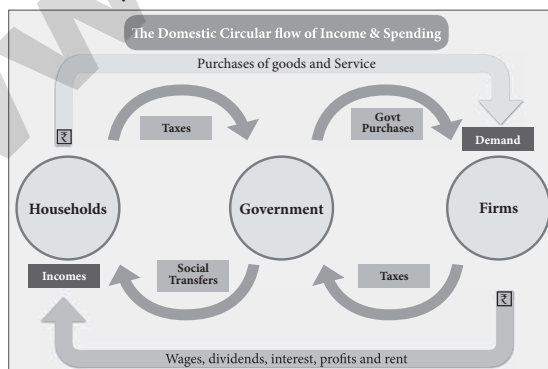 The Domestic Circular flow of Income & Spending
Purchases of goods and Service
Taxes
Govt
Purchases
₹
Demand
Households
Government
Firms
Incomes
Social
Transfers
Taxes
₹
Wages, dividends, interest, profits and rent